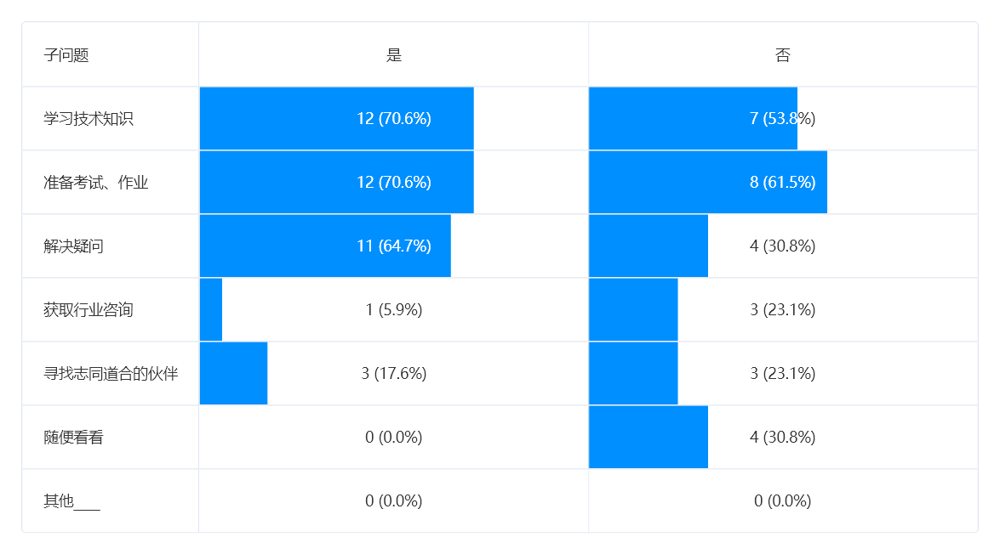 子问题 是 否
学习技术知识 12 (70.6%) 7 (53.8%)
准备考试、作业 12 (70.6%) 8 (61.5%)
解决疑问 11 (64.7%) 4 (30.8%)
获取行业咨询 1 (5.9%) 3 (23.1%)
寻找志同道合的伙伴 3 (17.6%) 3 (23.1%)
随便看看 0 (0.0%) 4 (30.8%)
其他___ 0 (0.0%) 0 (0.0%)